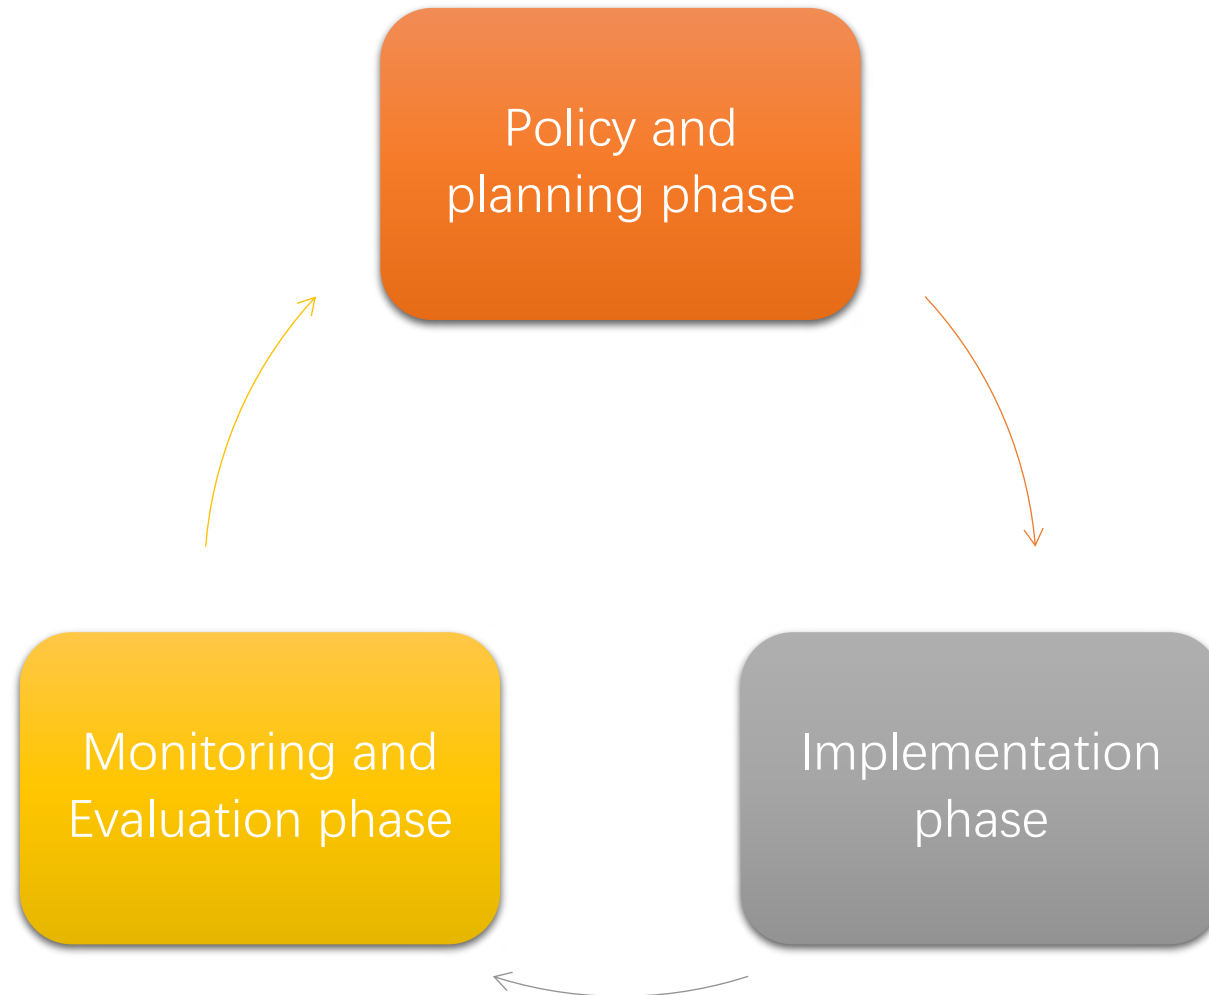 Policy and
planning phase
Monitoring and
Evaluation phase
Implementation
phase